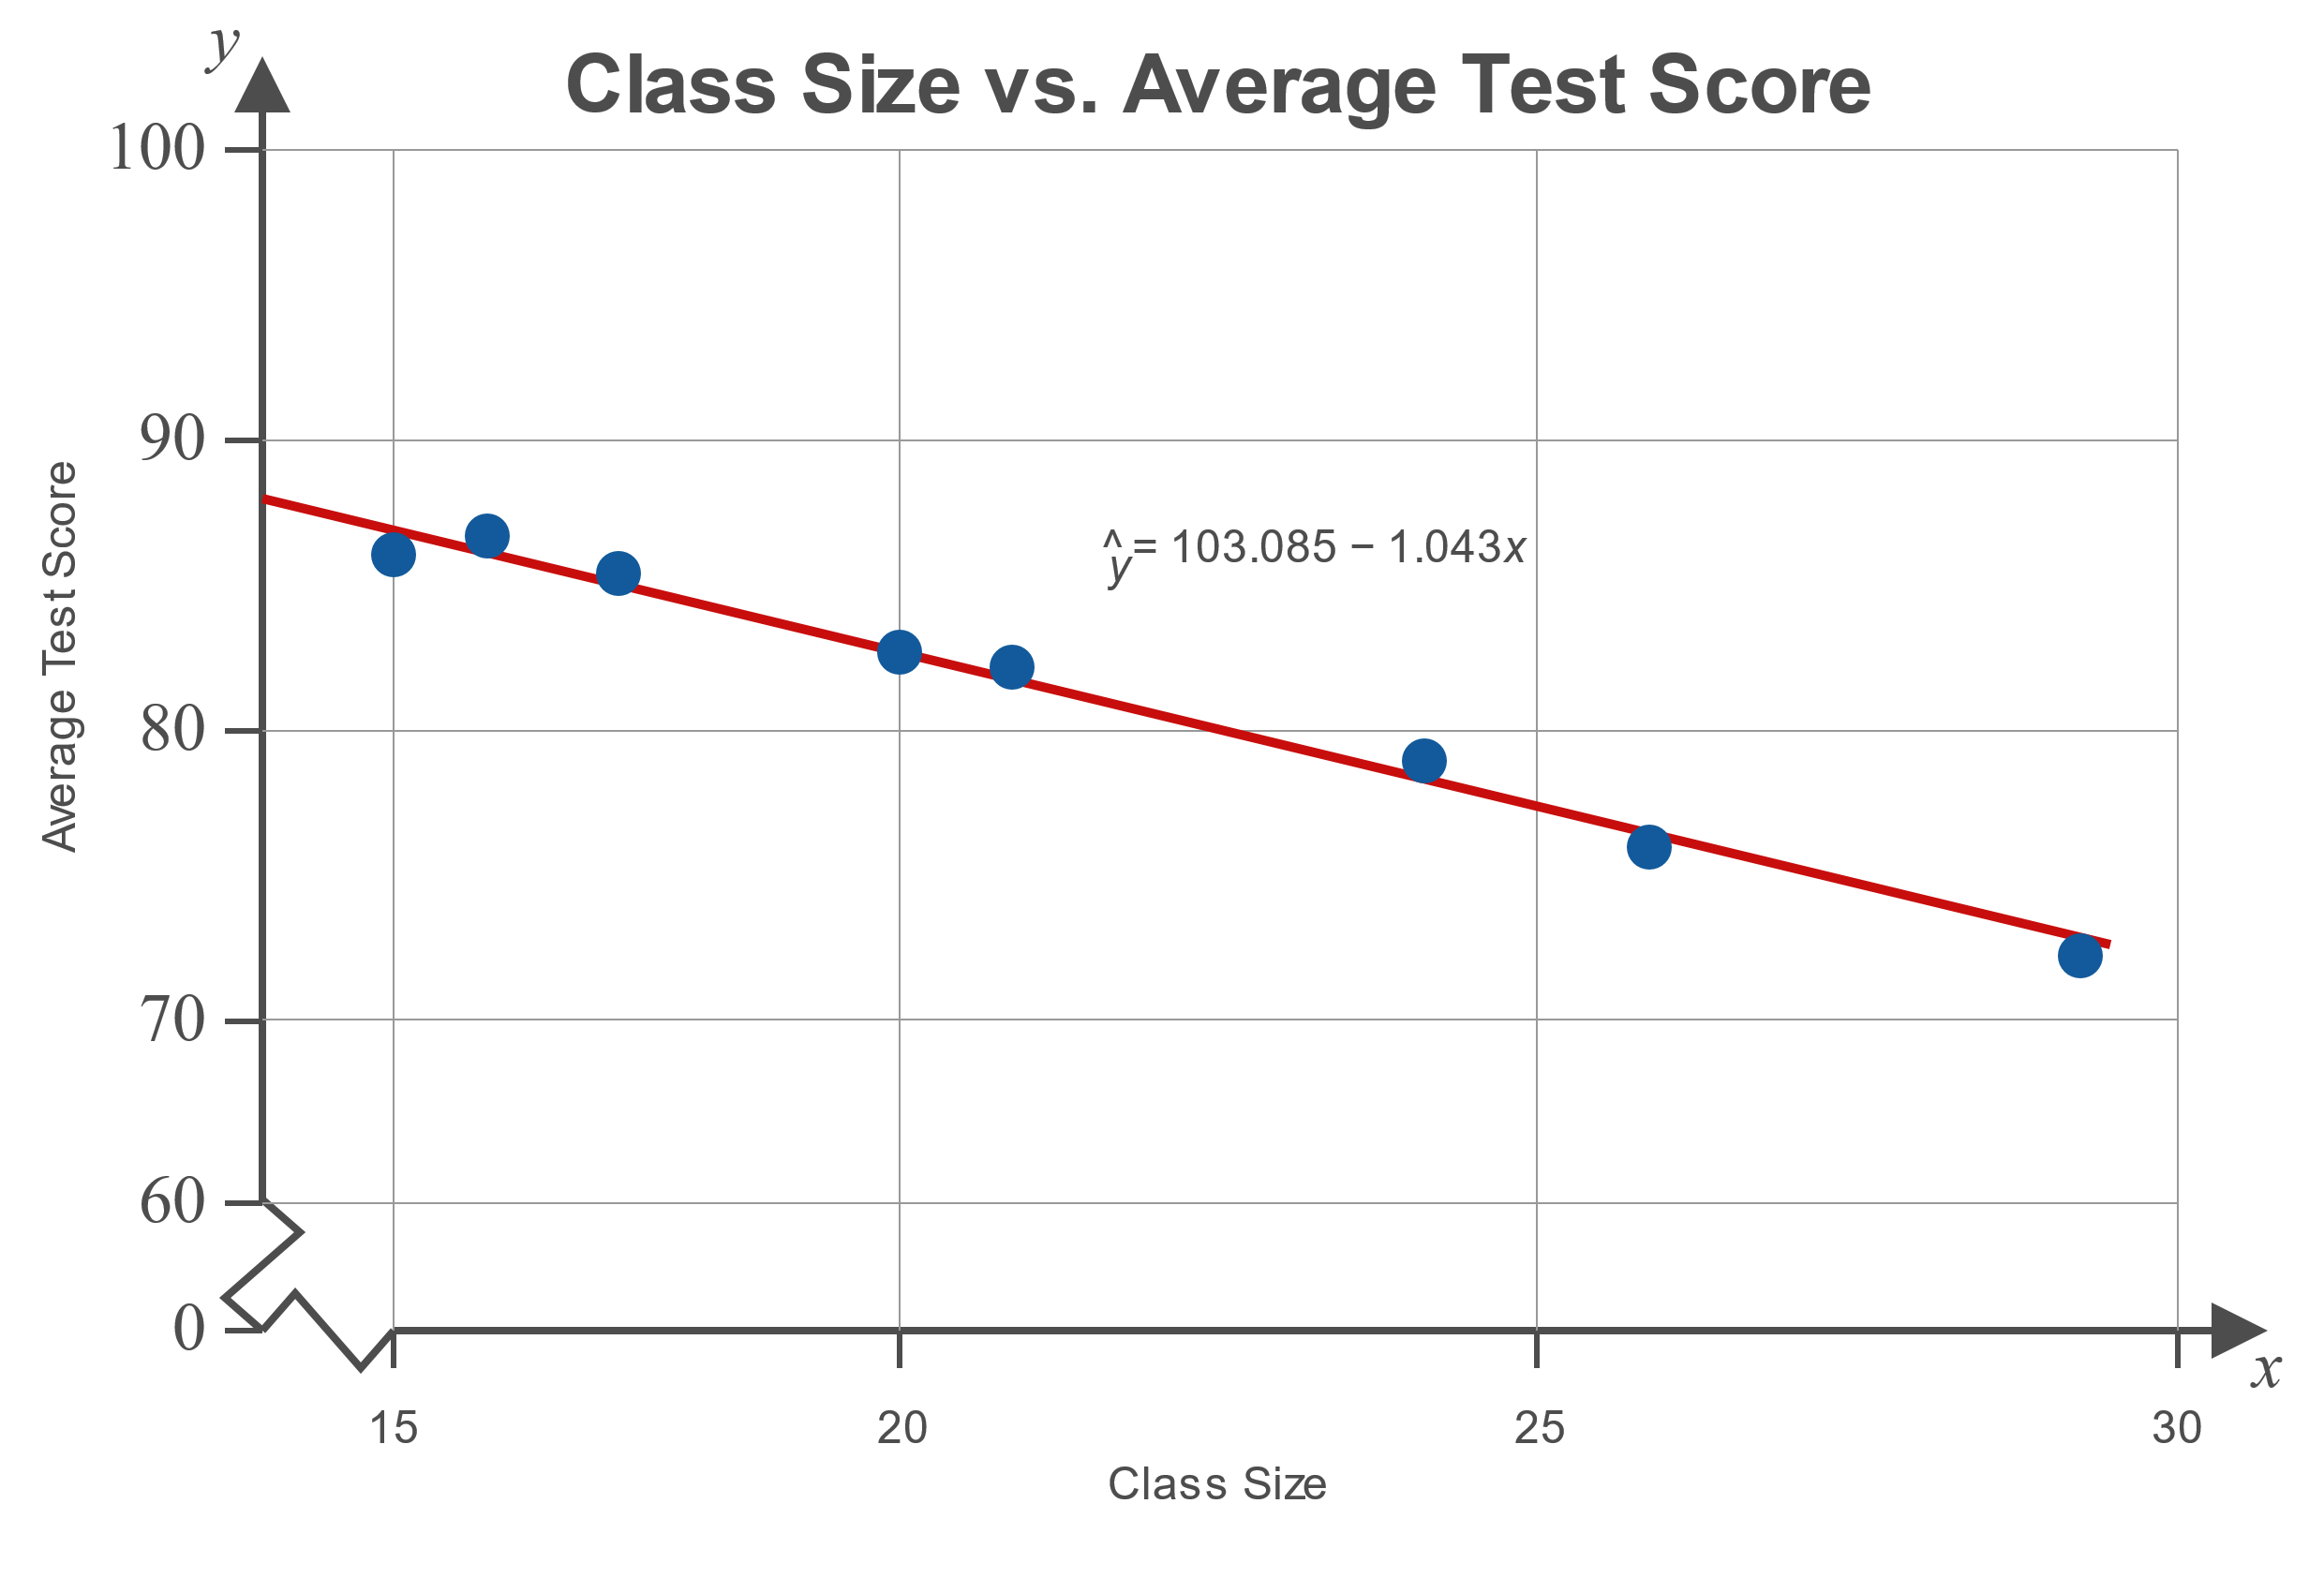 y
Class Size vs. Average Test Score
100
90
80
70
60
0
Average Test Score
ŷ = 103.085 − 1.043x
15 20 25 30
x
Class Size